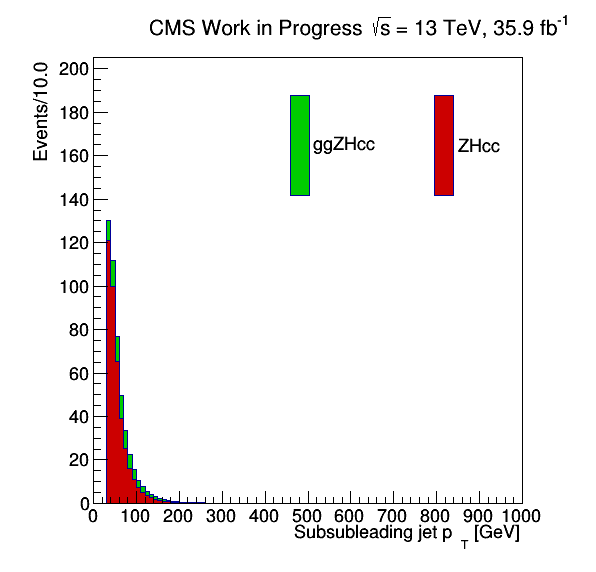 CMS Work in Progress √s = 13 TeV, 35.9 fb⁻¹
Events/10.0
200
180
160
140
120
100
80
60
40
20
0
ggZHcc
ZHcc
0 100 200 300 400 500 600 700 800 900 1000
Subsubleading jet p_T [GeV]